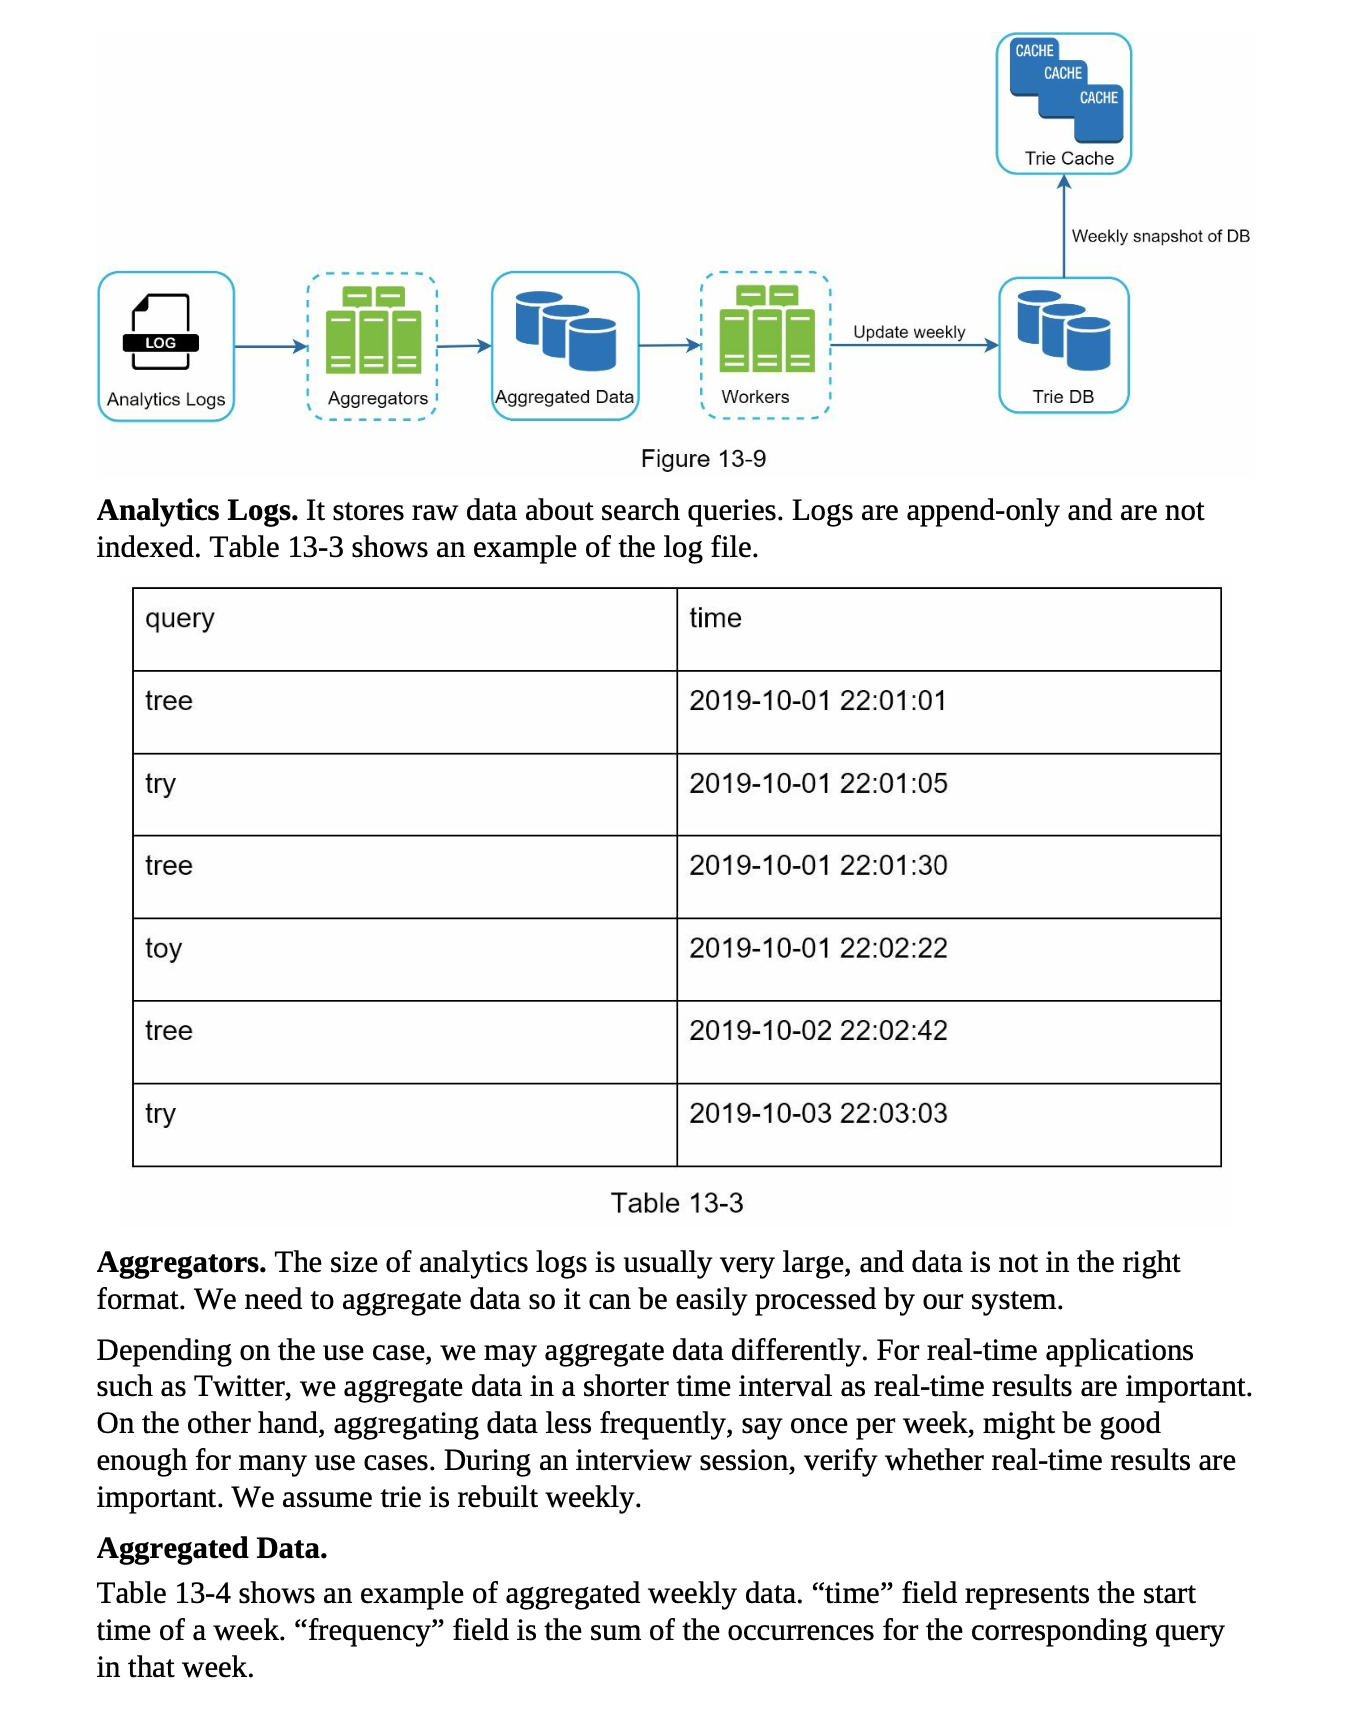 CACHE
CACHE
CACHE
Trie Cache
Weekly snapshot of DB
LOG
Analytics Logs
Aggregators
Aggregated Data
Workers
Update weekly
Trie DB
Figure 13-9
Analytics Logs. It stores raw data about search queries. Logs are append-only and are not
indexed. Table 13-3 shows an example of the log file.
query time
tree 2019-10-01 22:01:01
try 2019-10-01 22:01:05
tree 2019-10-01 22:01:30
toy 2019-10-01 22:02:22
tree 2019-10-02 22:02:42
try 2019-10-03 22:03:03
Table 13-3
Aggregators. The size of analytics logs is usually very large, and data is not in the right
format. We need to aggregate data so it can be easily processed by our system.
Depending on the use case, we may aggregate data differently. For real-time applications
such as Twitter, we aggregate data in a shorter time interval as real-time results are important.
On the other hand, aggregating data less frequently, say once per week, might be good
enough for many use cases. During an interview session, verify whether real-time results are
important. We assume trie is rebuilt weekly.
Aggregated Data.
Table 13-4 shows an example of aggregated weekly data. “time” field represents the start
time of a week. “frequency” field is the sum of the occurrences for the corresponding query
in that week.